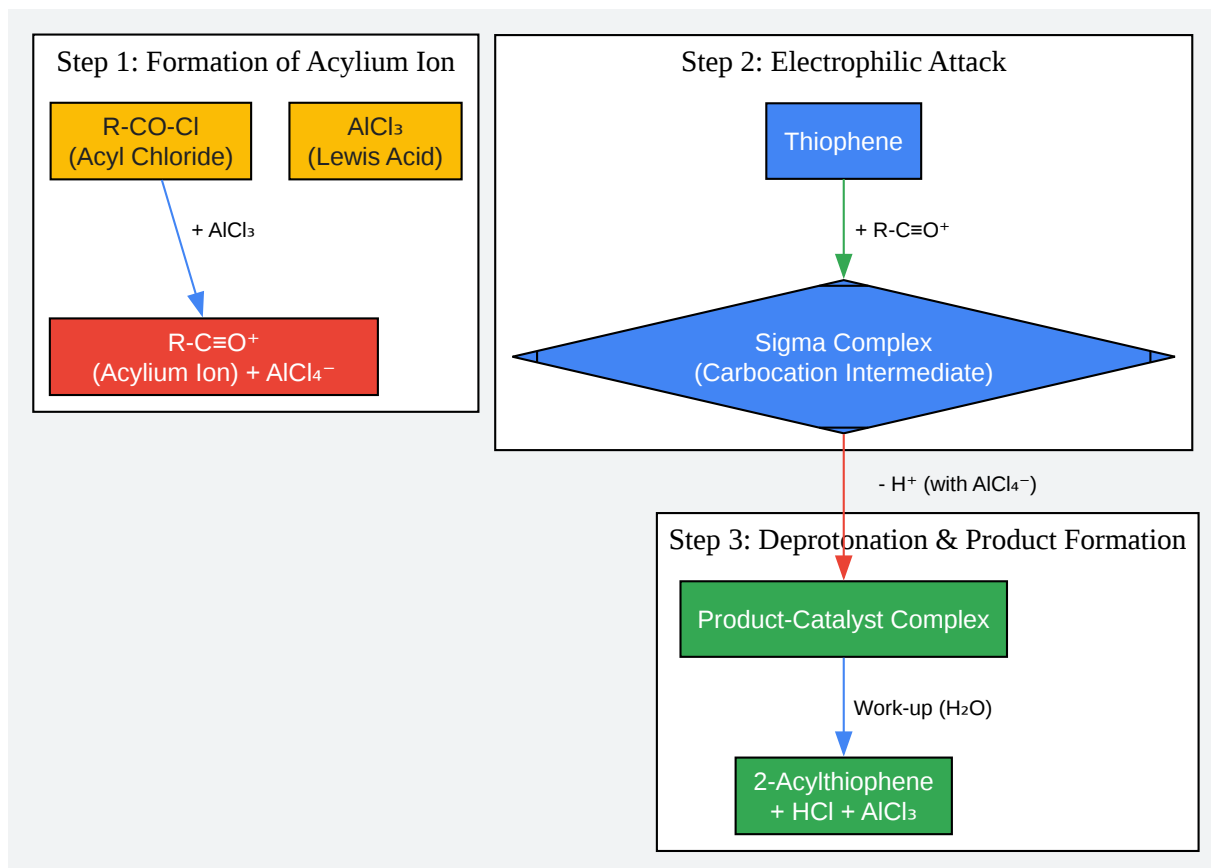 Step 1: Formation of Acylium Ion
R-CO-Cl
(Acyl Chloride)
AlCl₃
(Lewis Acid)
+ AlCl₃
R-C≡O⁺
(Acylium Ion) + AlCl₄⁻
Step 2: Electrophilic Attack
Thiophene
+ R-C≡O⁺
Sigma Complex
(Carbocation Intermediate)
- H⁺ (with AlCl₄⁻)
Step 3: Deprotonation & Product Formation
Product-Catalyst Complex
Work-up (H₂O)
2-Acylthiophene
+ HCl + AlCl₃